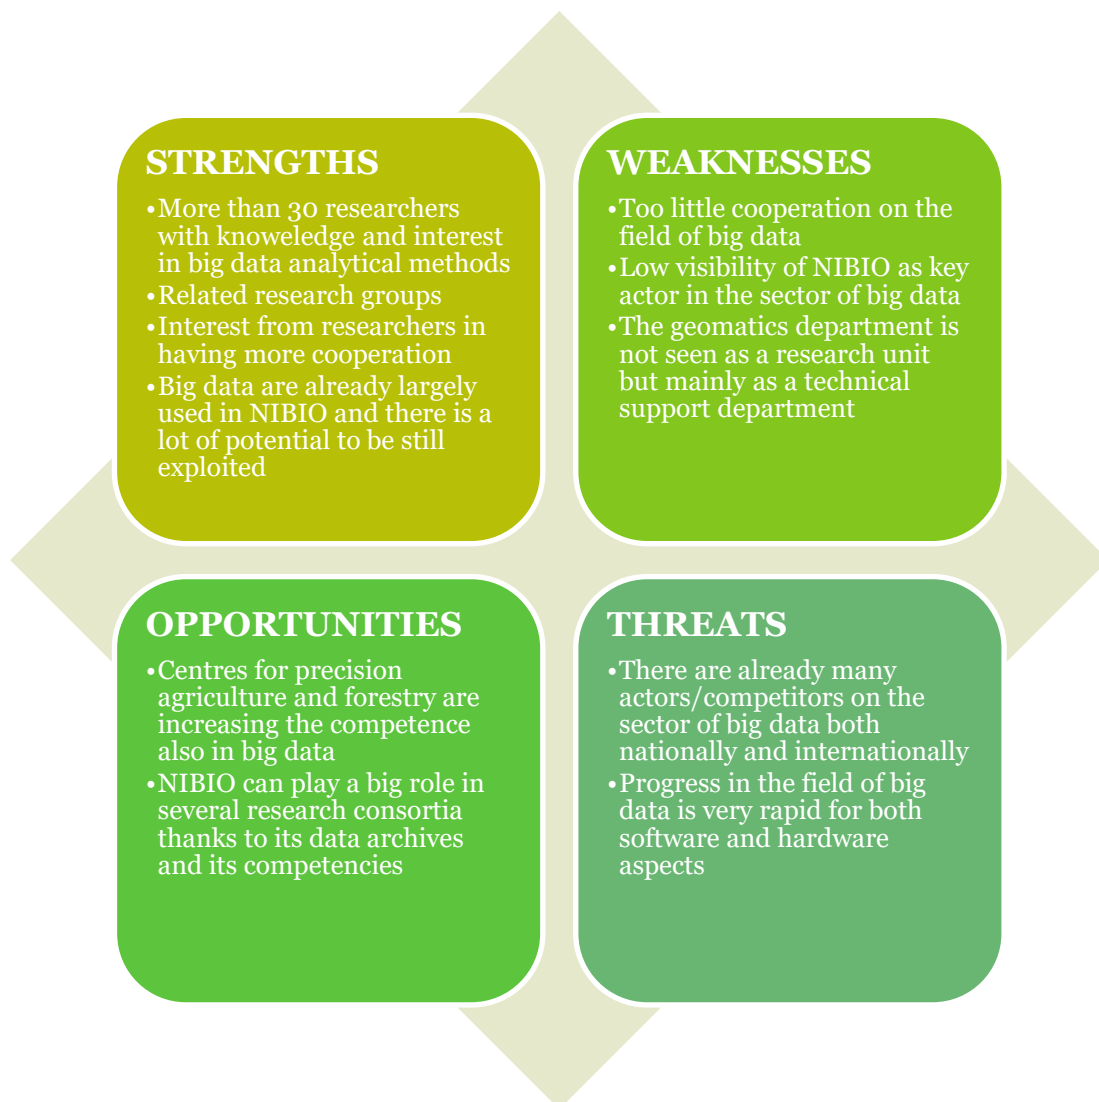 STRENGTHS
•More than 30 researchers
with knoweledge and interest
in big data analytical methods
•Related research groups
•Interest from researchers in
having more cooperation
•Big data are already largely
used in NIBIO and there is a
lot of potential to be still
exploited
WEAKNESSES
•Too little cooperation on the
field of big data
•Low visibility of NIBIO as key
actor in the sector of big data
•The geomatics department is
not seen as a research unit
but mainly as a technical
support department
OPPORTUNITIES
•Centres for precision
agriculture and forestry are
increasing the competence
also in big data
•NIBIO can play a big role in
several research consortia
thanks to its data archives
and its competencies
THREATS
•There are already many
actors/competitors on the
sector of big data both
nationally and internationally
•Progress in the field of big
data is very rapid for both
software and hardware
aspects